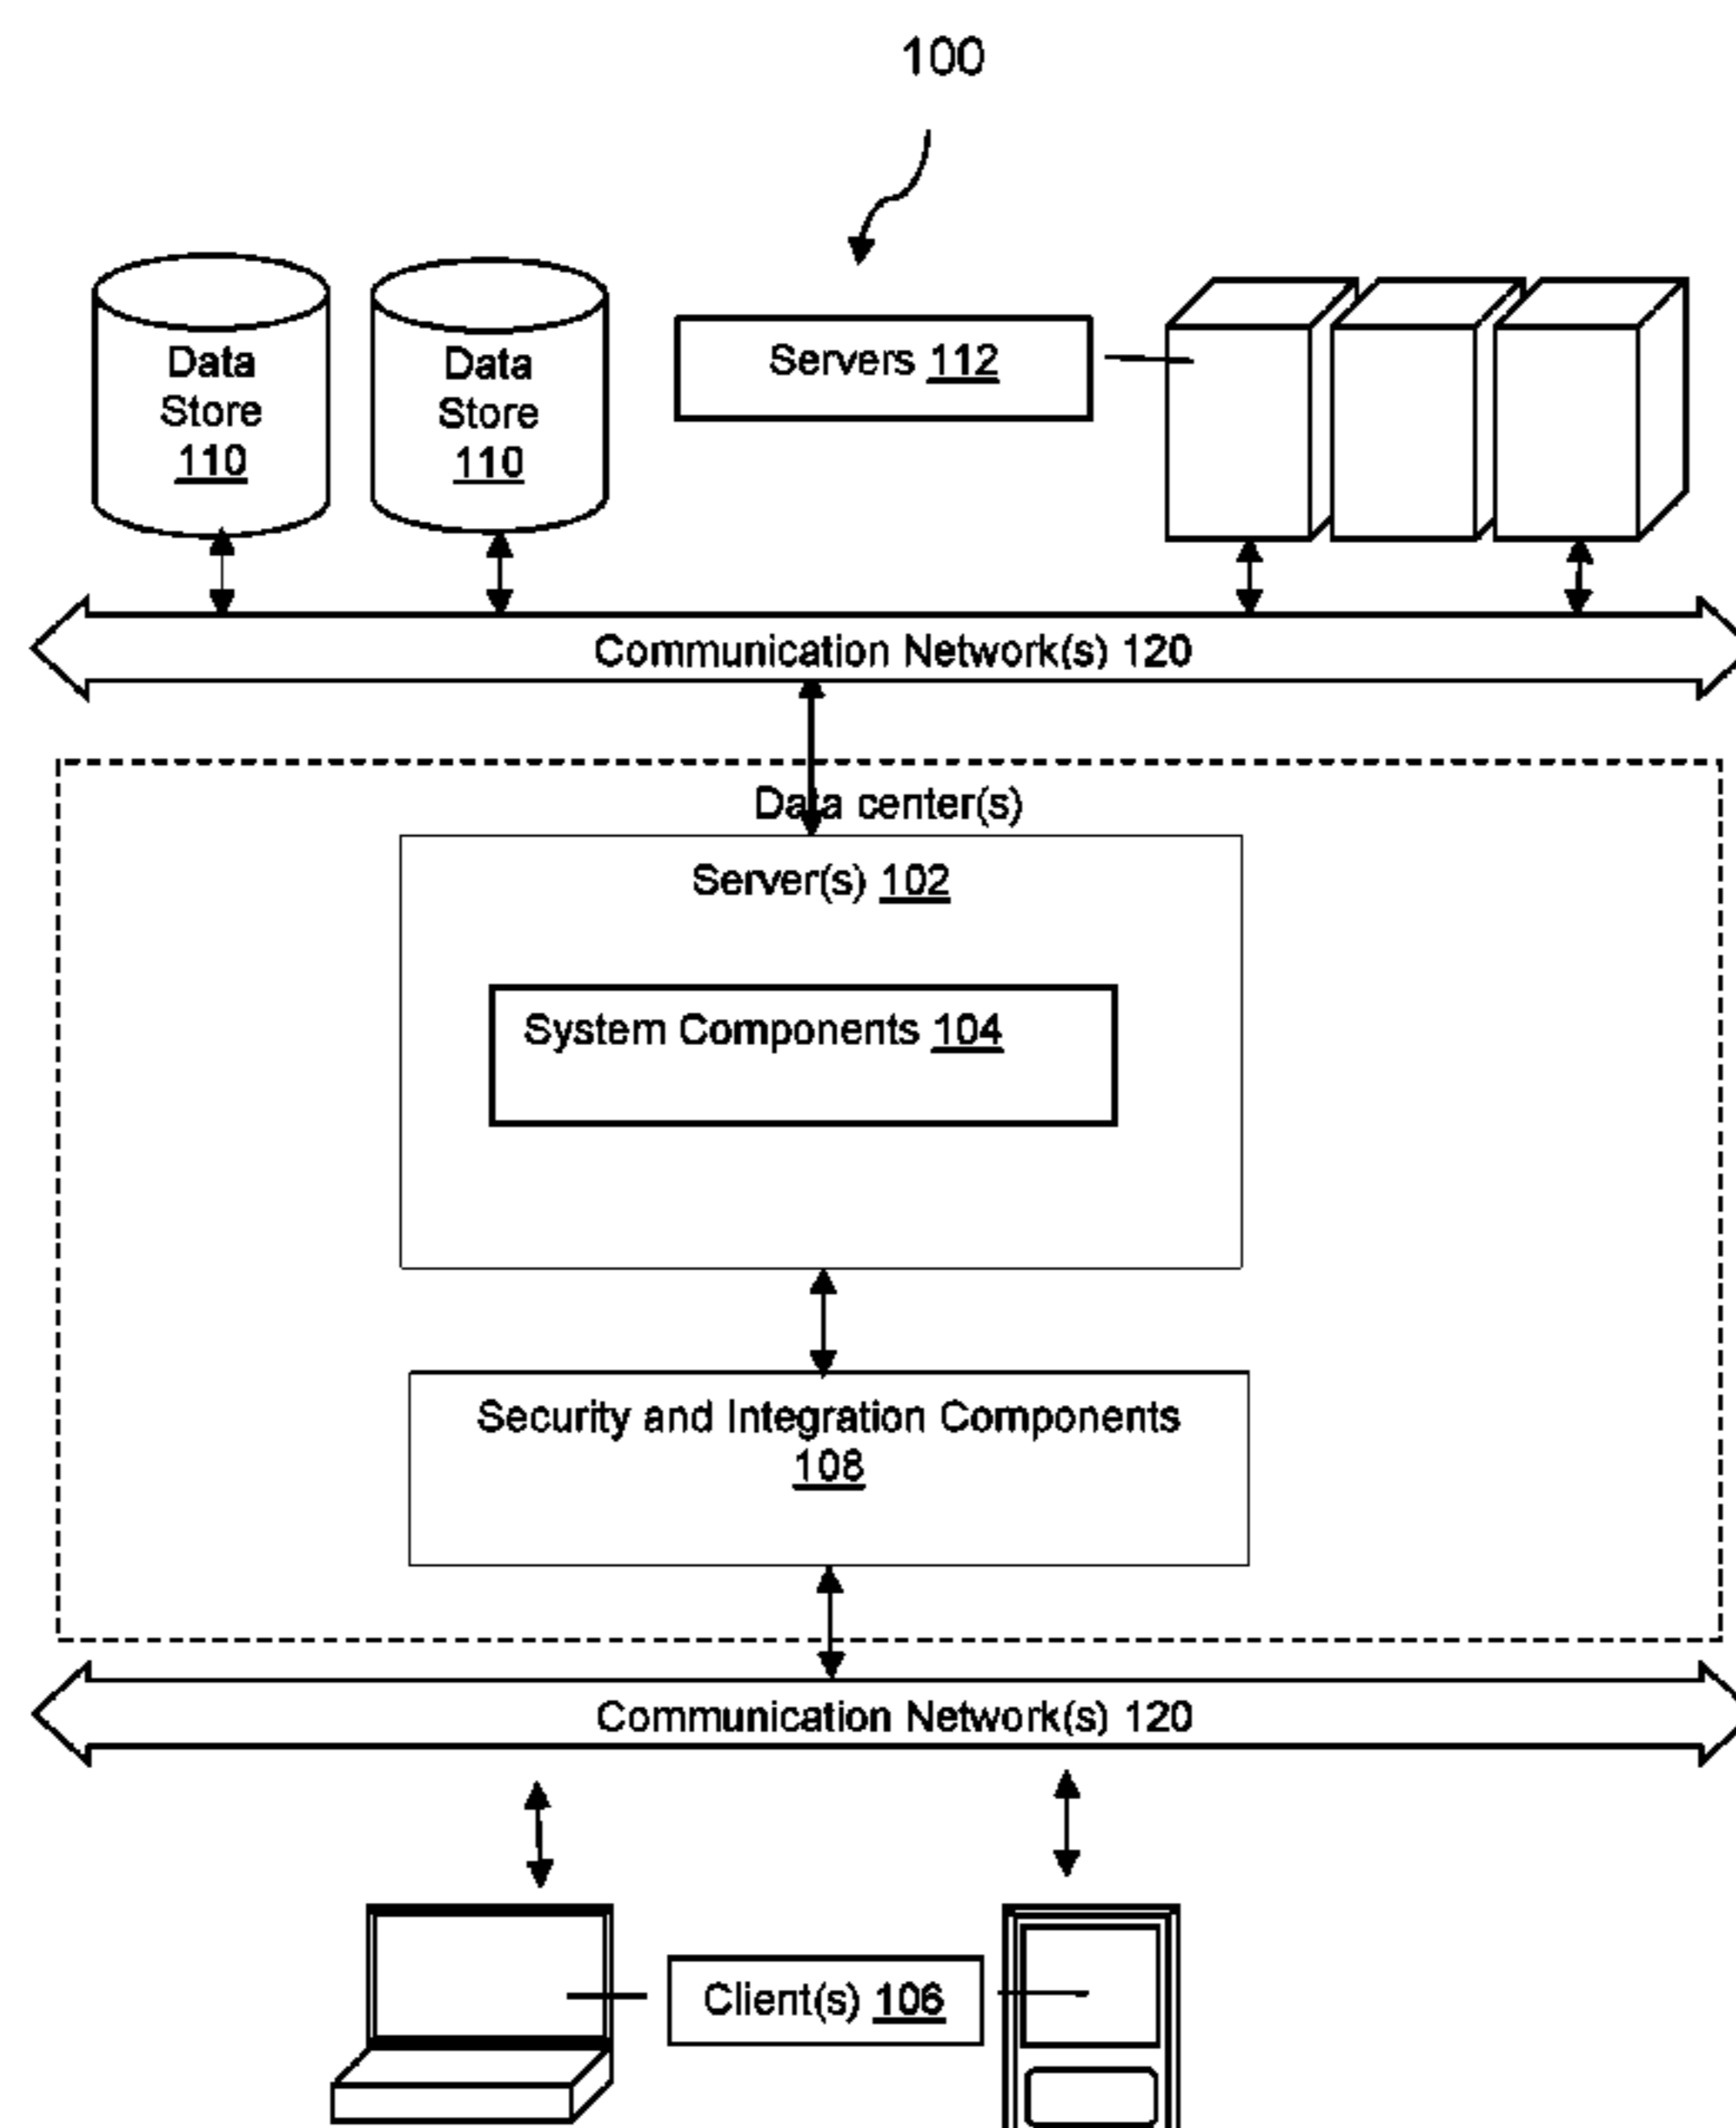 100
Data
Store
110
Data
Store
110
Servers 112
Communication Network(s) 120
Data center(s)
Server(s) 102
System Components 104
Security and Integration Components
108
Communication Network(s) 120
Client(s) 106